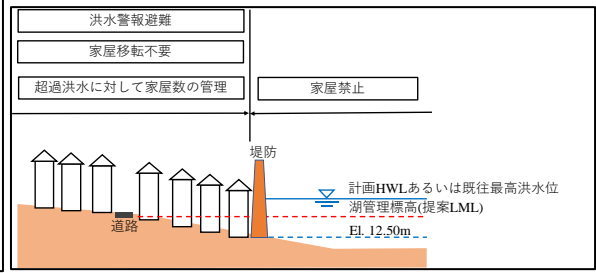 洪水警報避難
家屋移転不要
超過洪水に対して家屋数の管理
家屋禁止
堤防
計画HWLあるいは既往最高洪水位
湖管理標高(提案LML)
道路
El. 12.50m